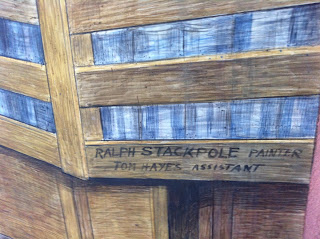 RALPH STACKPOLE PAINTER
TOM HAYES ASSISTANT